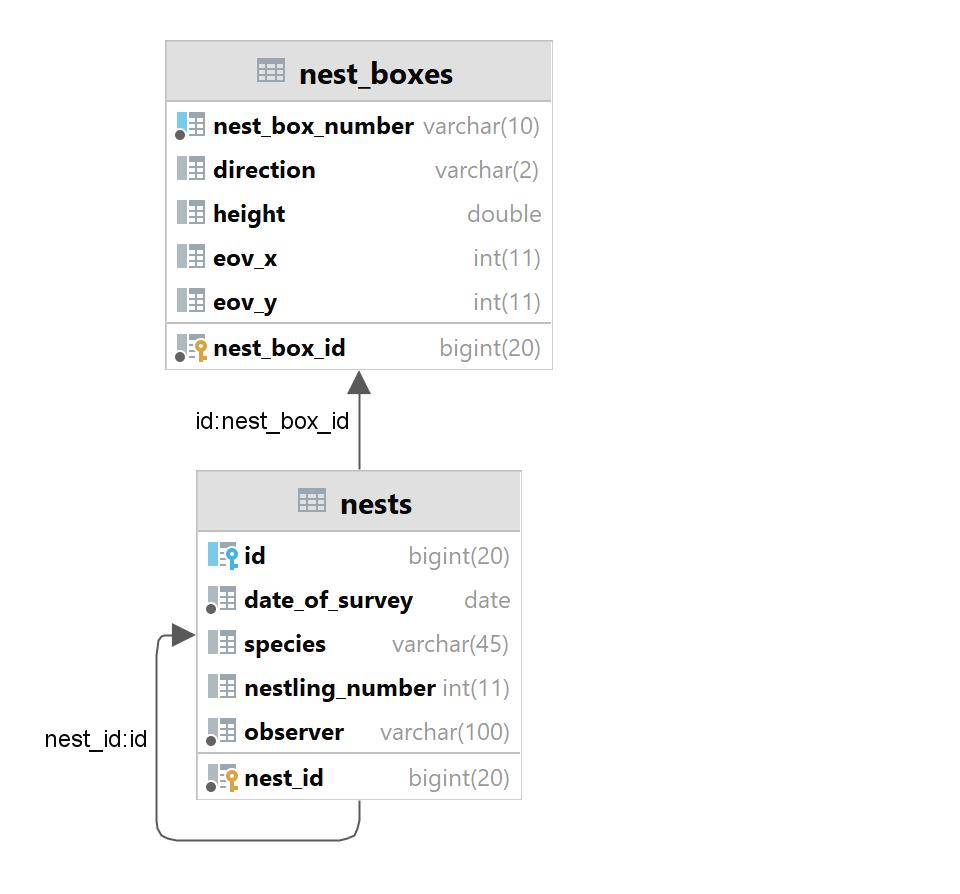 nest_boxes
nest_box_number varchar(10)
direction varchar(2)
height double
eov_x int(11)
eov_y int(11)
nest_box_id bigint(20)
id:nest_box_id
nests
id bigint(20)
date_of_survey date
species varchar(45)
nestling_number int(11)
observer varchar(100)
nest_id:id
nest_id bigint(20)